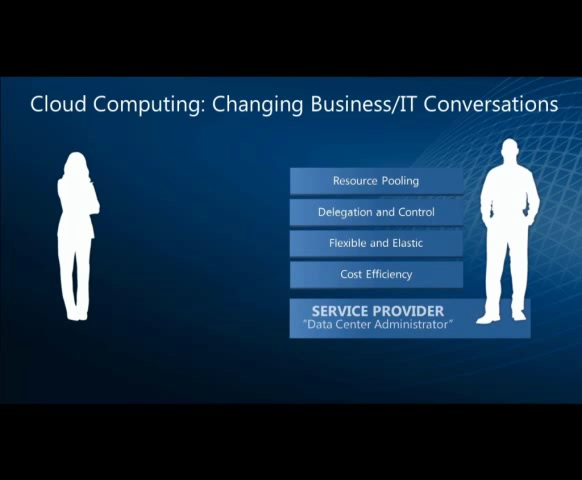 Cloud Computing: Changing Business/IT Conversations
Resource Pooling
Delegation and Control
Flexible and Elastic
Cost Efficiency
SERVICE PROVIDER
"Data Center Administrator"